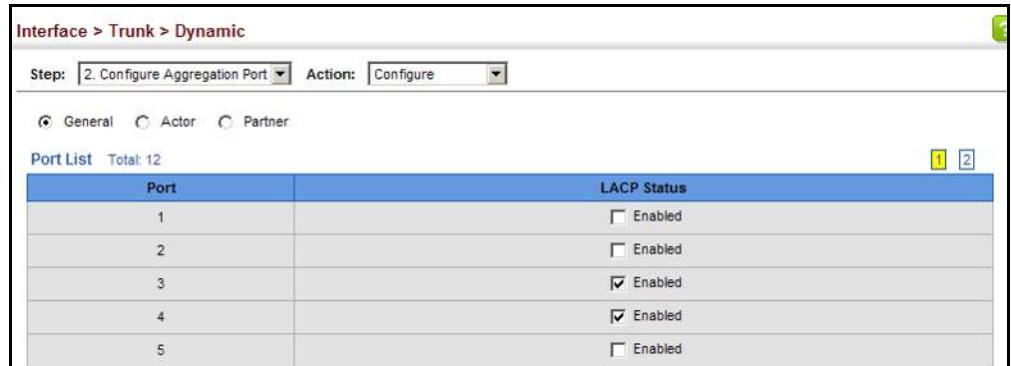 Interface > Trunk > Dynamic
?
Step: 2. Configure Aggregation Port Action: Configure
General Actor Partner
Port List Total: 12 1 2
Port LACP Status
1 Enabled
2 Enabled
3 Enabled
4 Enabled
5 Enabled